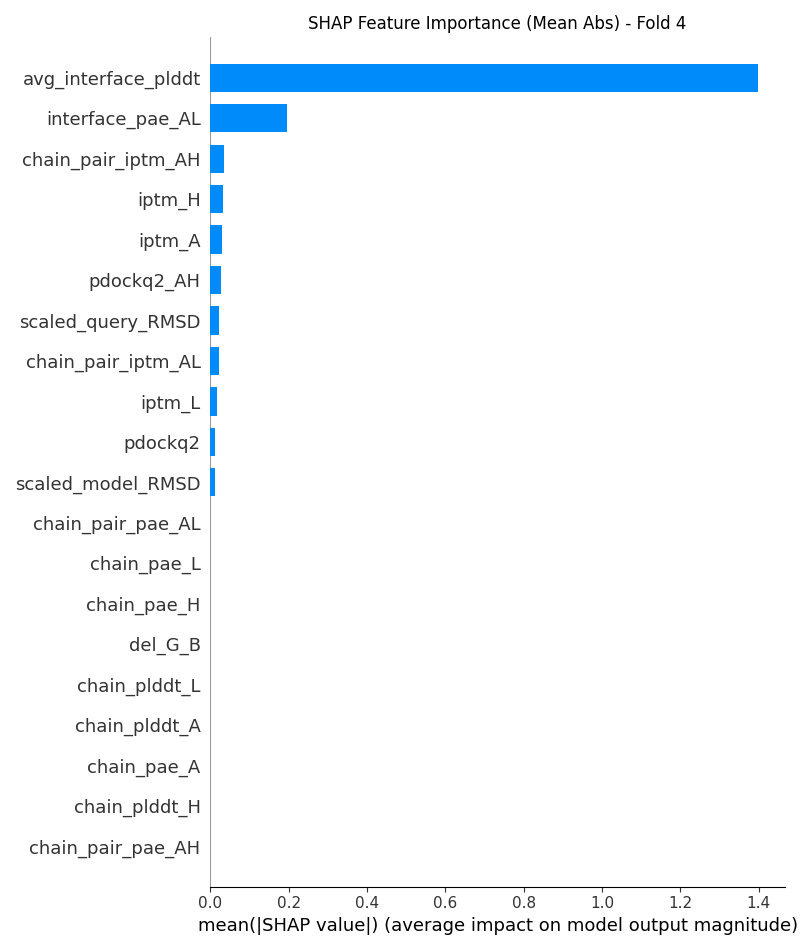 SHAP Feature Importance (Mean Abs) - Fold 4
avg_interface_plddt
interface_pae_AL
chain_pair_iptm_AH
iptm_H
iptm_A
pdockq2_AH
scaled_query_RMSD
chain_pair_iptm_AL
iptm_L
pdockq2
scaled_model_RMSD
chain_pair_pae_AL
chain_pae_L
chain_pae_H
del_G_B
chain_plddt_L
chain_plddt_A
chain_pae_A
chain_plddt_H
chain_pair_pae_AH
0.0 0.2 0.4 0.6 0.8 1.0 1.2 1.4
mean(|SHAP value|) (average impact on model output magnitude)